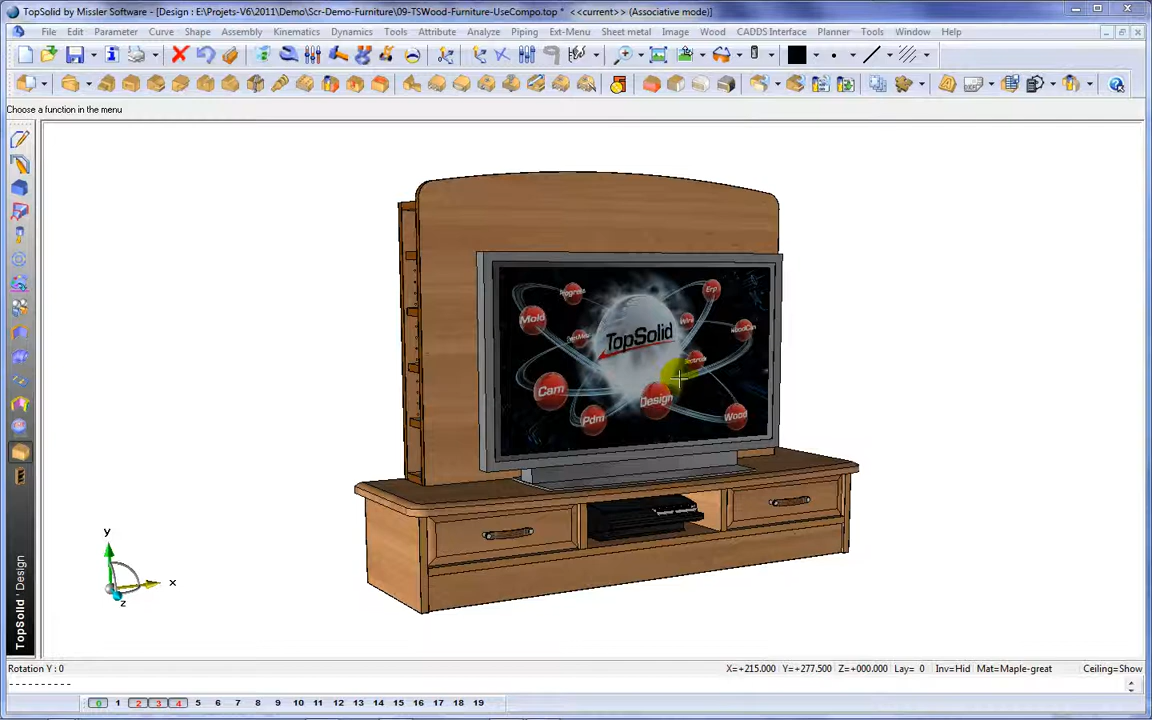 TopSolid by Missler Software - [Design : E:\Projets-V6\2011\Demo\Scr-Demo-Furniture\09-TSWood-Furniture-UseCompo.top *  <<current>> (Associative mode)]
File Edit Parameter Curve Shape Assembly Kinematics Dynamics Tools Attribute Analyze Piping Ext-Menu Sheet metal Image Wood CADDS Interface Planner Tools Window Help
Choose a function in the menu
Progress
Erp
Mold
Wire
WoodCam
TopSolid
Cam
Design
Pdm
Wood
y
x
z
TopSolid'Design
Rotation Y : 0
X=+215.000 Y=+277.500 Z=+000.000 Lay= 0 Inv=Hid Mat=Maple-great Ceiling=Show
----------
0 1 2 3 4 5 6 7 8 9 10 11 12 13 14 15 16 17 18 19